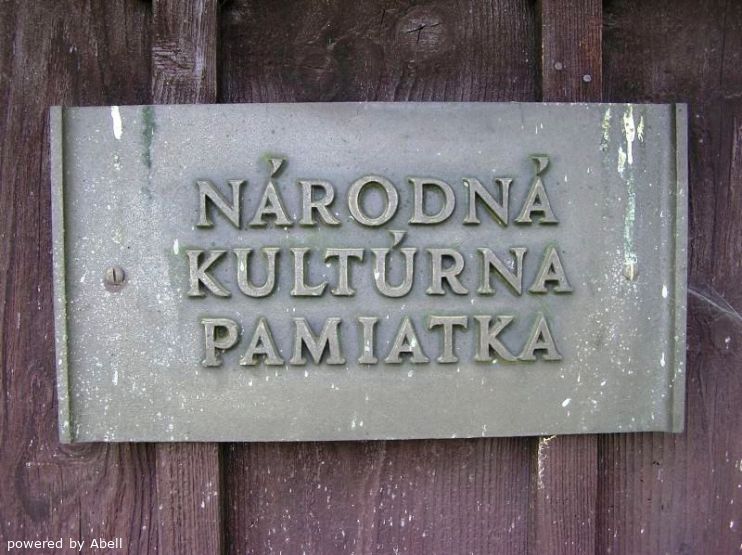 NÁRODNÁ
KULTÚRNA
PAMIATKA
powered by Abell